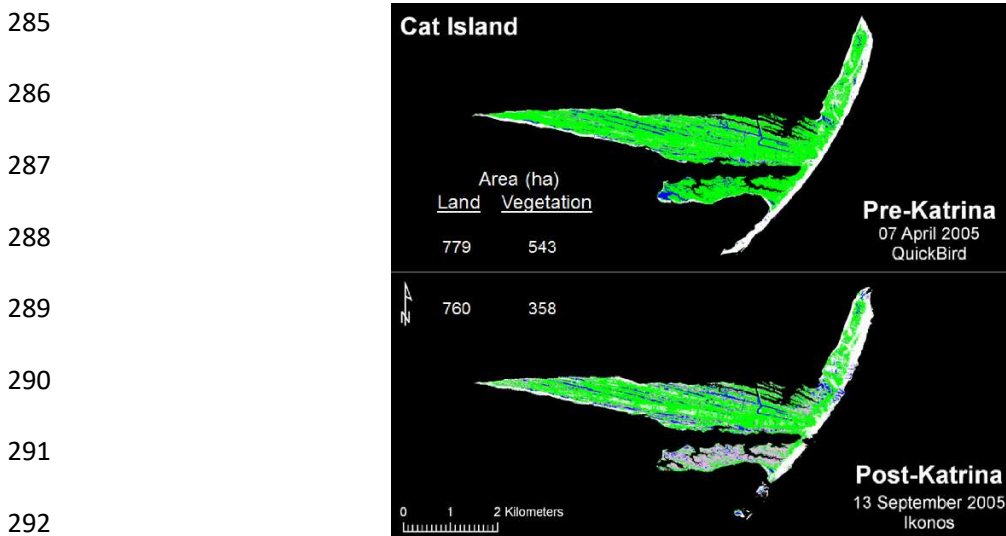 285
286
287
288
289
290
291
292
Cat Island
Area (ha)
Land Vegetation
779 543
Pre-Katrina
07 April 2005
QuickBird
N
760 358
Post-Katrina
13 September 2005
Ikonos
0 1 2 Kilometers